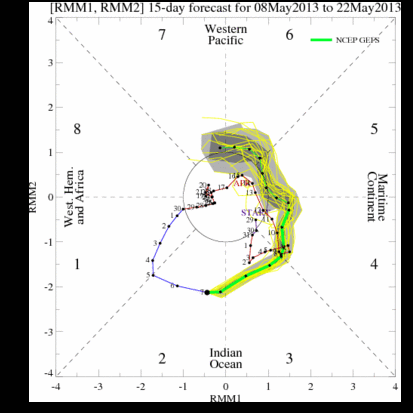 [RMM1, RMM2] 15-day forecast for 08May2013 to 22May2013
4
3
2
1
0
-1
-2
-3
-4
RMM2
7
Western
Pacific
6
NCEP GEFS
8
5
West. Hem.
and Africa
Maritime
Continent
APR
START
1
4
2
Indian
Ocean
3
-4 -3 -2 -1 0 1 2 3 4
RMM1